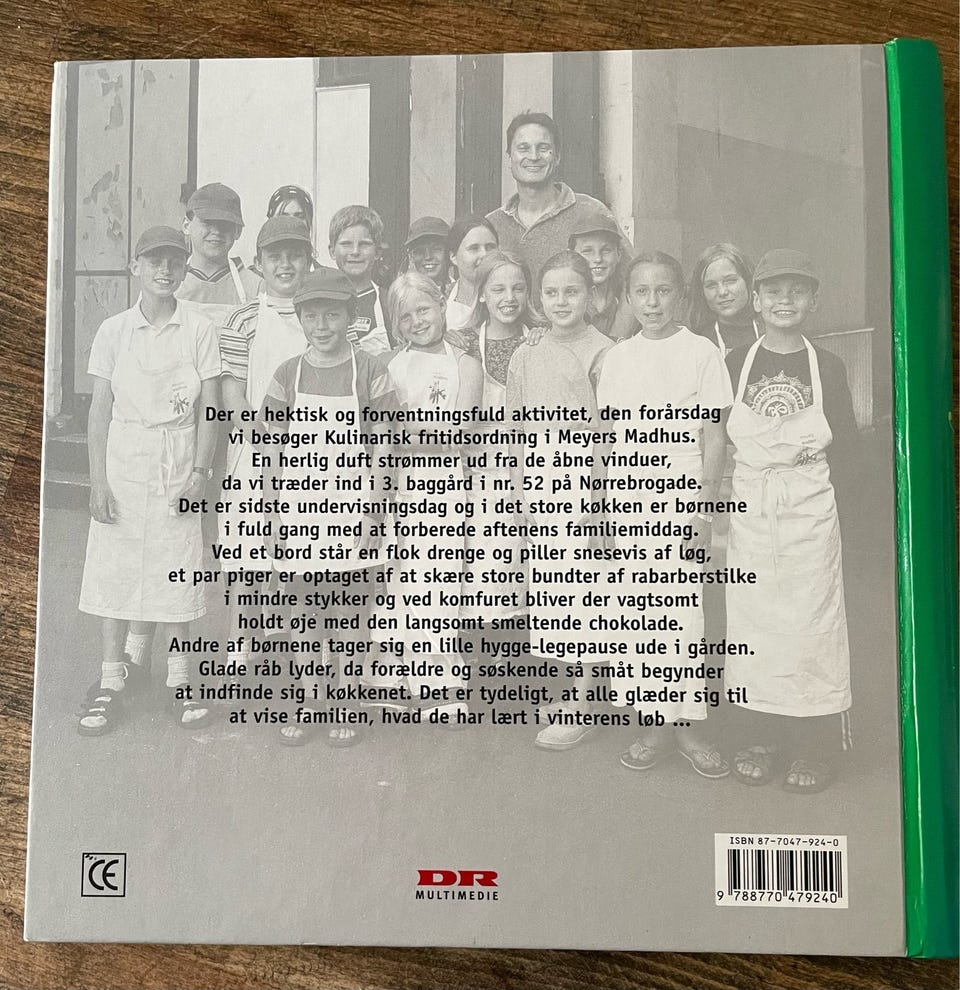 Der er hektisk og forventningsfuld aktivitet, den forårsdag
vi besøger Kulinarisk fritidsordning i Meyers Madhus.
En herlig duft strømmer ud fra de åbne vinduer,
da vi træder ind i 3. baggård i nr. 52 på Nørrebrogade.
Det er sidste undervisningsdag og i det store køkken er børnene
i fuld gang med at forberede aftenens familiemiddag.
Ved et bord står en flok drenge og piller snesevis af løg,
et par piger er optaget af at skære store bundter af rabarberstilke
i mindre stykker og ved komfuret bliver der vagtsomt
holdt øje med den langsomt smeltende chokolade.
Andre af børnene tager sig en lille hygge-legepause ude i gården.
Glade råb lyder, da forældre og søskende så småt begynder
at indfinde sig i køkkenet. Det er tydeligt, at alle glæder sig til
at vise familien, hvad de har lært i vinterens løb ...
CE
DR
MULTIMEDIE
ISBN 87-7047-924-0
9 788770 479240